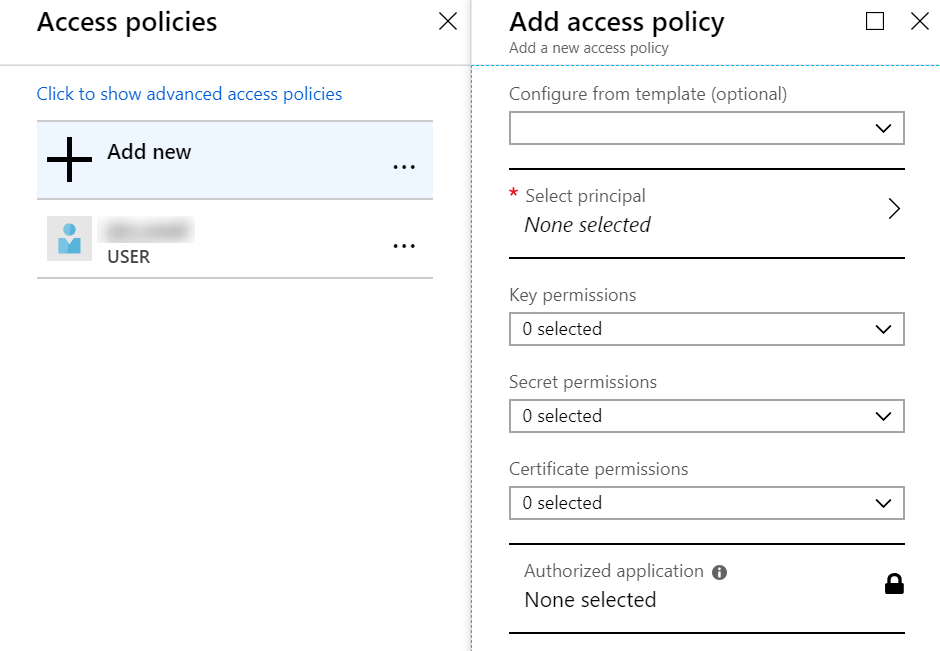 Access policies
Click to show advanced access policies
Add new
...
USER
...
Add access policy
Add a new access policy
Configure from template (optional)
* Select principal
None selected
Key permissions
0 selected
Secret permissions
0 selected
Certificate permissions
0 selected
Authorized application
None selected